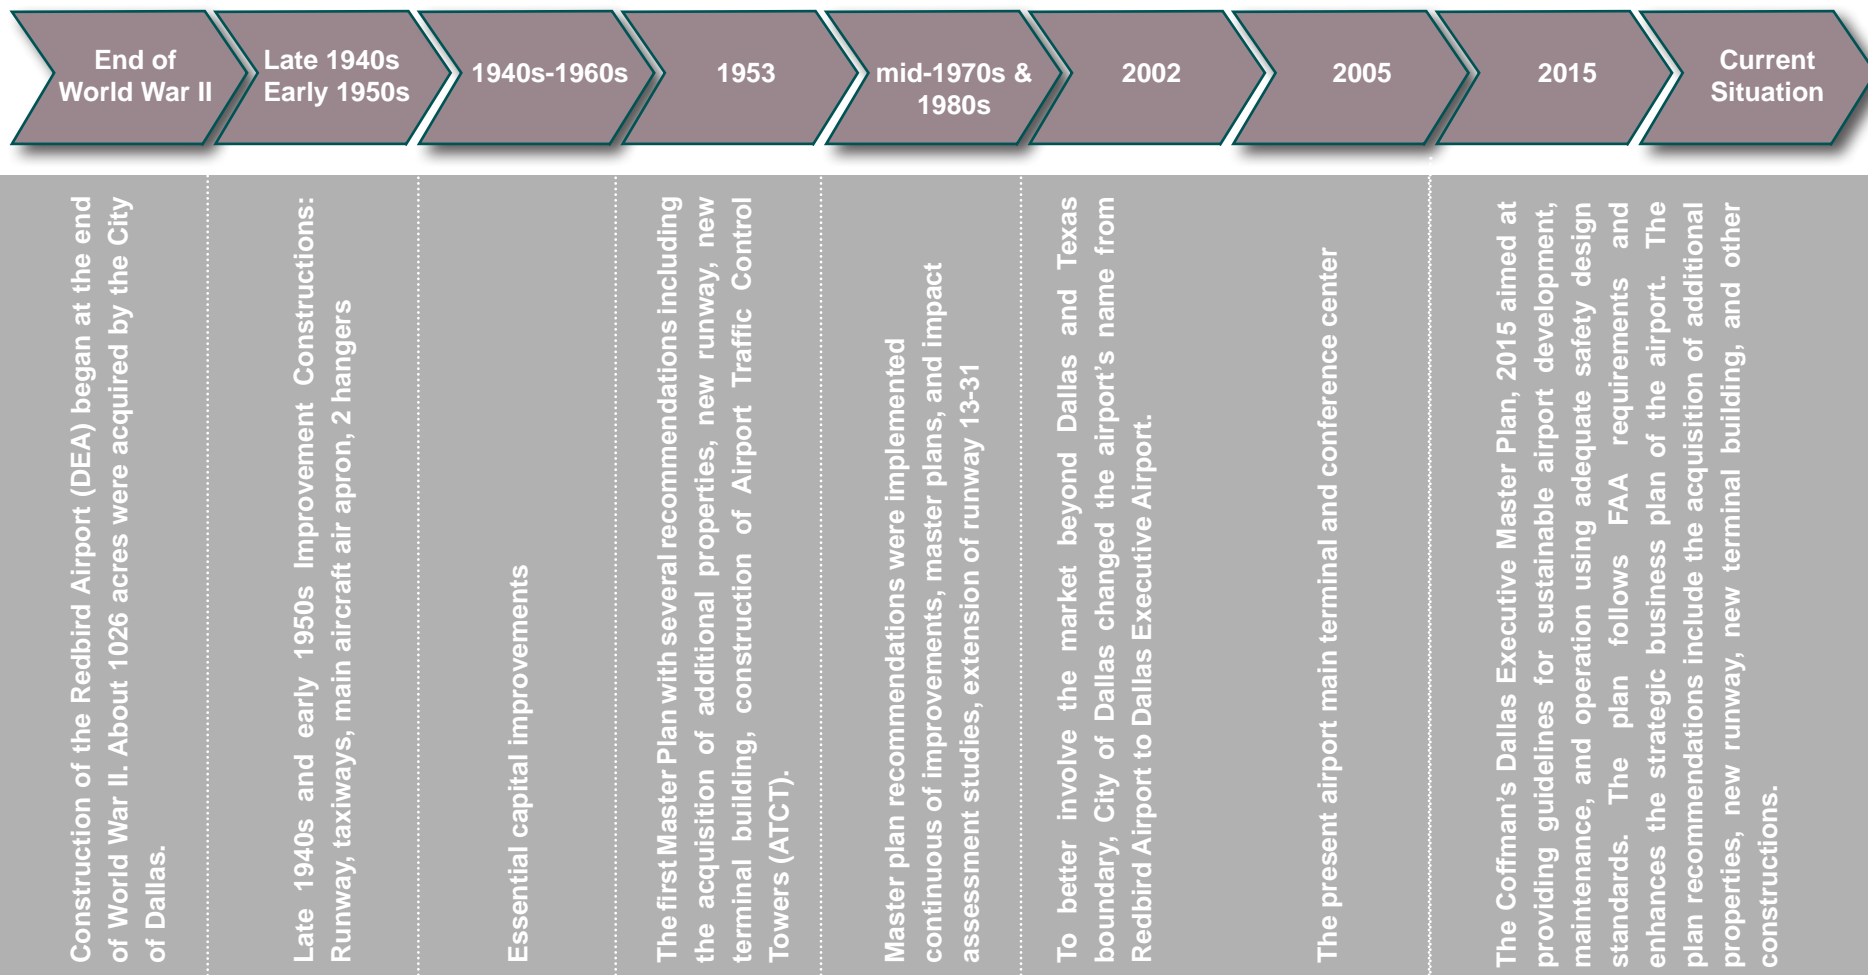 End of
World War II
Late 1940s
Early 1950s
1940s-1960s
1953
mid-1970s &
1980s
2002
2005
2015
Current
Situation
Construction of the Redbird Airport (DEA) began at the end
of World War II. About 1026 acres were acquired by the City
of Dallas.
Late 1940s and early 1950s Improvement Constructions:
Runway, taxiways, main aircraft air apron, 2 hangers
Essential capital improvements
The first Master Plan with several recommendations including
the acquisition of additional properties, new runway, new
terminal building, construction of Airport Traffic Control
Towers (ATCT).
Master plan recommendations were implemented
continuous of improvements, master plans, and impact
assessment studies, extension of runway 13-31
To better involve the market beyond Dallas and Texas
boundary, City of Dallas changed the airport's name from
Redbird Airport to Dallas Executive Airport.
The present airport main terminal and conference center
The Coffman's Dallas Executive Master Plan, 2015 aimed at
providing guidelines for sustainable airport development,
maintenance, and operation using adequate safety design
standards. The plan follows FAA requirements and
enhances the strategic business plan of the airport. The
plan recommendations include the acquisition of additional
properties, new runway, new terminal building, and other
constructions.